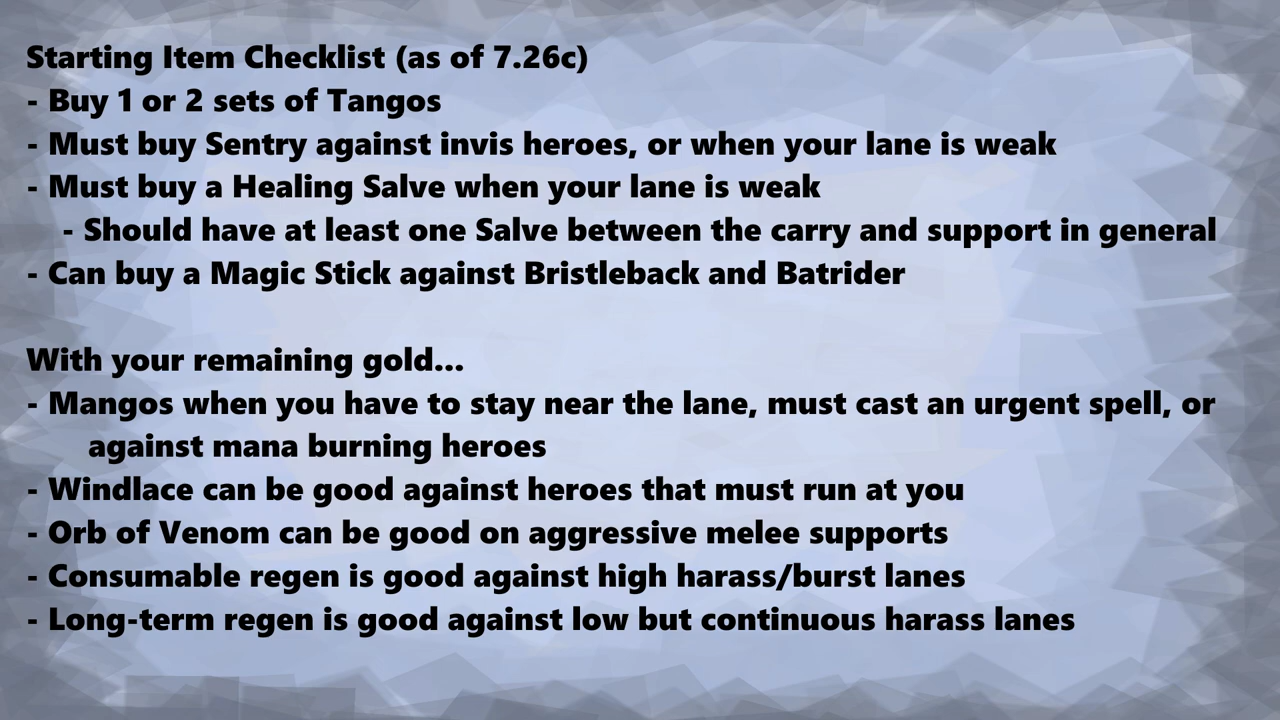 Starting Item Checklist (as of 7.26c)
- Buy 1 or 2 sets of Tangos
- Must buy Sentry against invis heroes, or when your lane is weak
- Must buy a Healing Salve when your lane is weak
- Should have at least one Salve between the carry and support in general
- Can buy a Magic Stick against Bristleback and Batrider
With your remaining gold...
- Mangos when you have to stay near the lane, must cast an urgent spell, or
against mana burning heroes
- Windlace can be good against heroes that must run at you
- Orb of Venom can be good on aggressive melee supports
- Consumable regen is good against high harass/burst lanes
- Long-term regen is good against low but continuous harass lanes